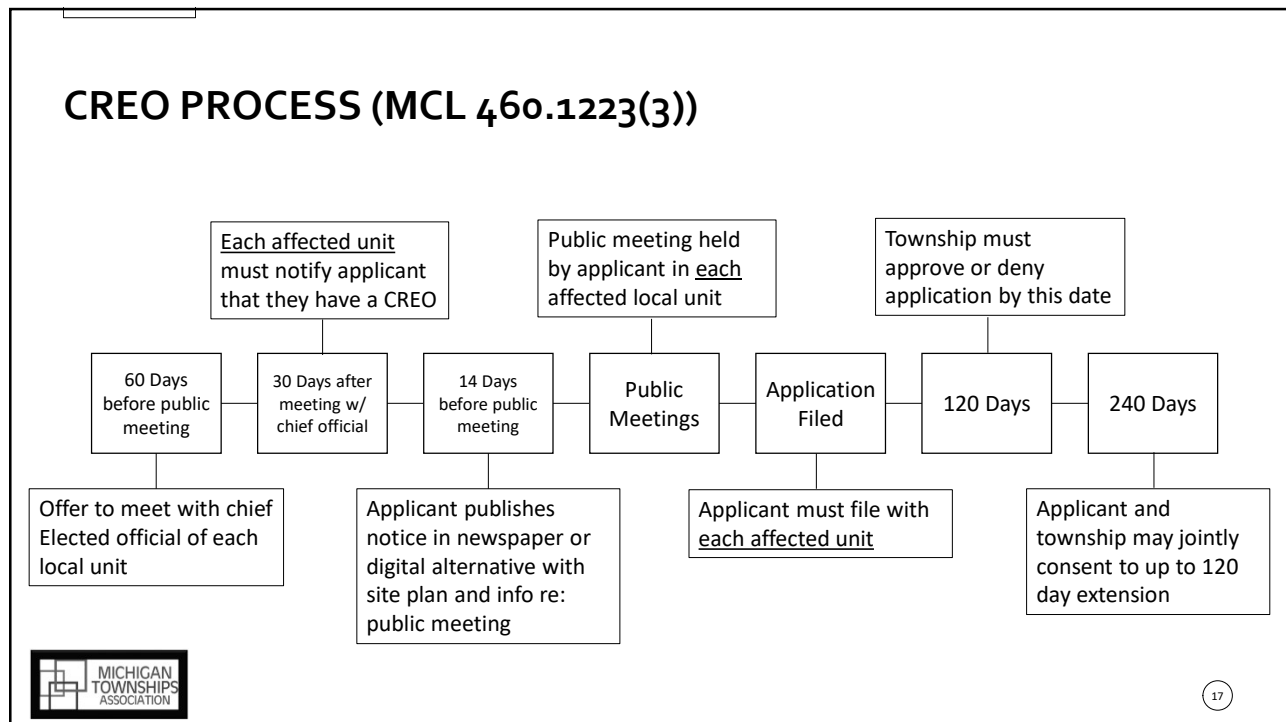 CREO PROCESS (MCL 460.1223(3))
Each affected unit
must notify applicant
that they have a CREO
Public meeting held
by applicant in each
affected local unit
Township must
approve or deny
application by this date
60 Days
before public
meeting
30 Days after
meeting w/
chief official
14 Days
before public
meeting
Public
Meetings
Application
Filed
120 Days
240 Days
Offer to meet with chief
Elected official of each
local unit
Applicant publishes
notice in newspaper or
digital alternative with
site plan and info re:
public meeting
Applicant must file with
each affected unit
Applicant and
township may jointly
consent to up to 120
day extension
MICHIGAN
TOWNSHIPS
ASSOCIATION
17